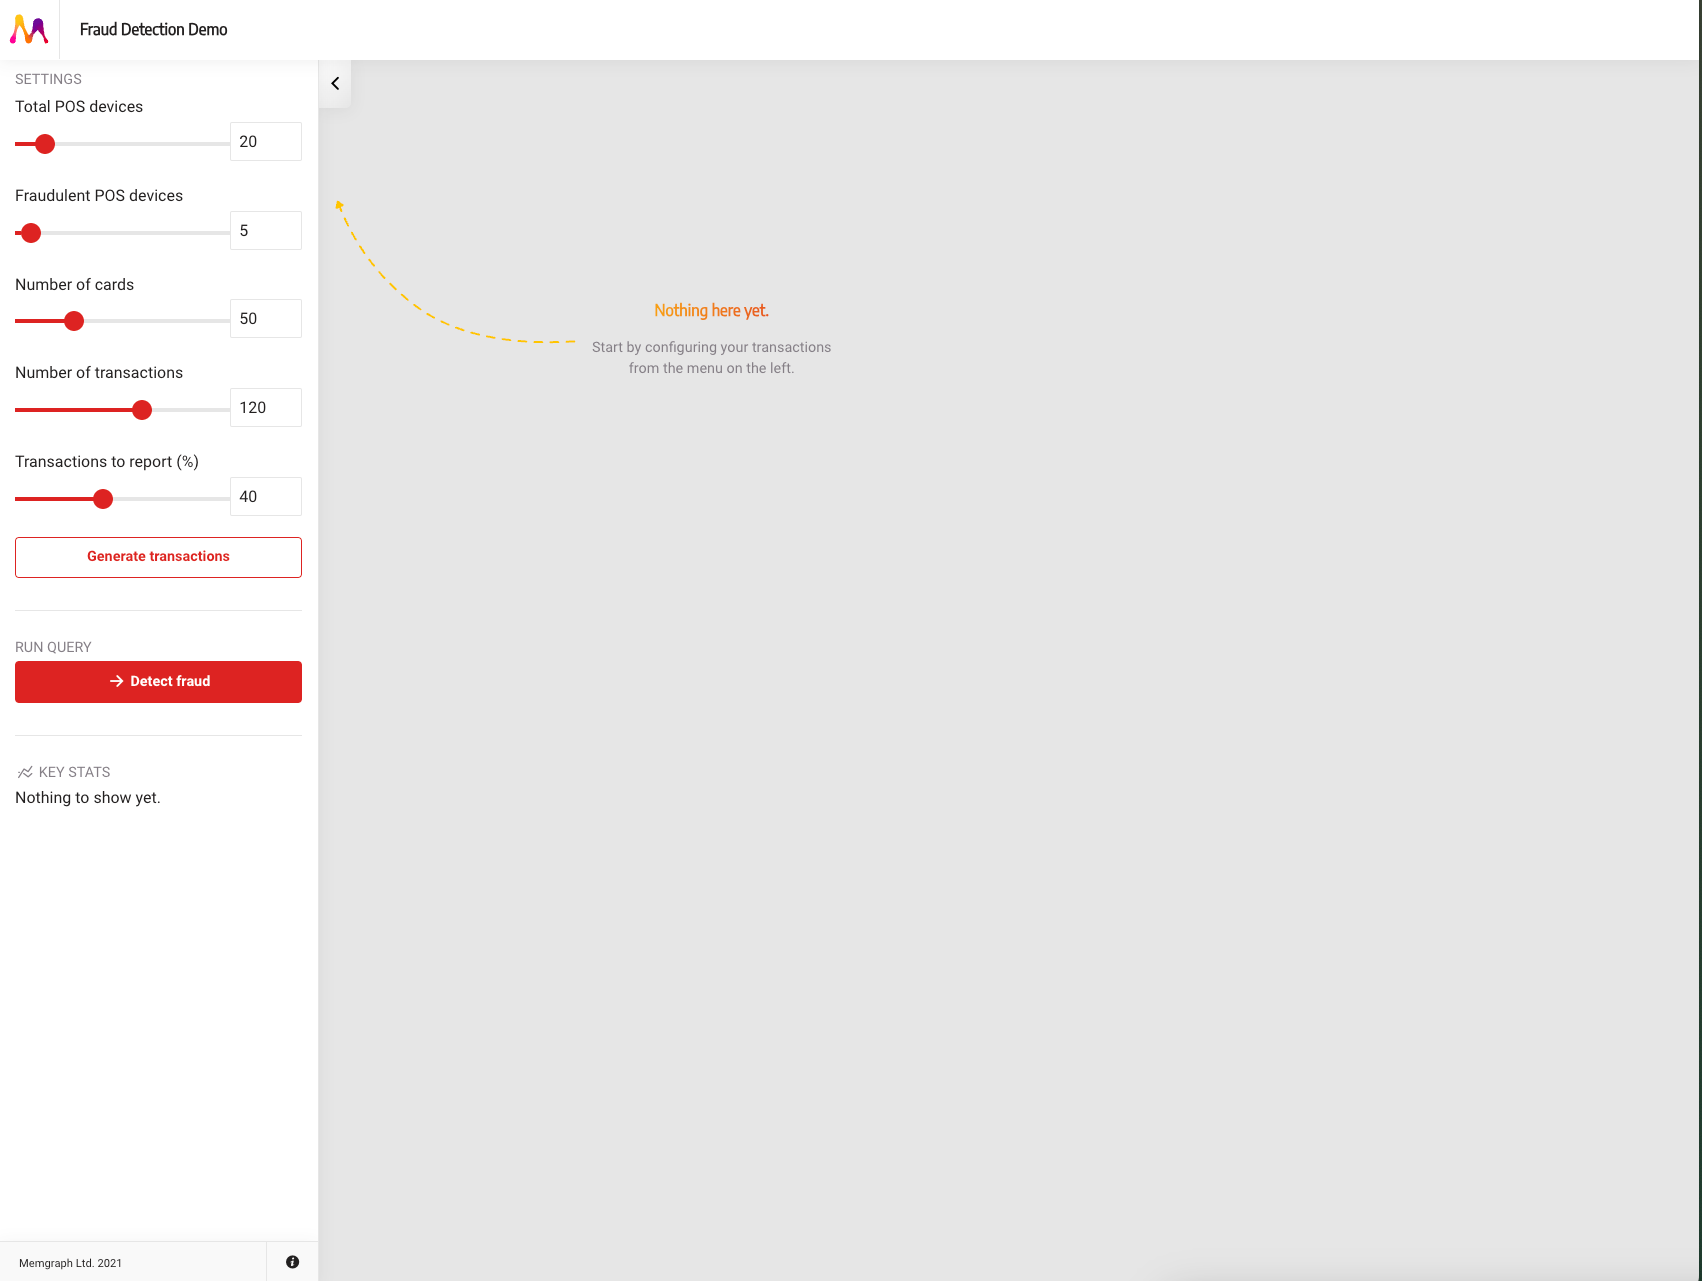 Fraud Detection Demo
SETTINGS
Total POS devices
20
Fraudulent POS devices
5
Number of cards
50
Number of transactions
120
Transactions to report (%)
40
Generate transactions
RUN QUERY
Detect fraud
KEY STATS
Nothing to show yet.
Memgraph Ltd. 2021
Nothing here yet.
Start by configuring your transactions
from the menu on the left.